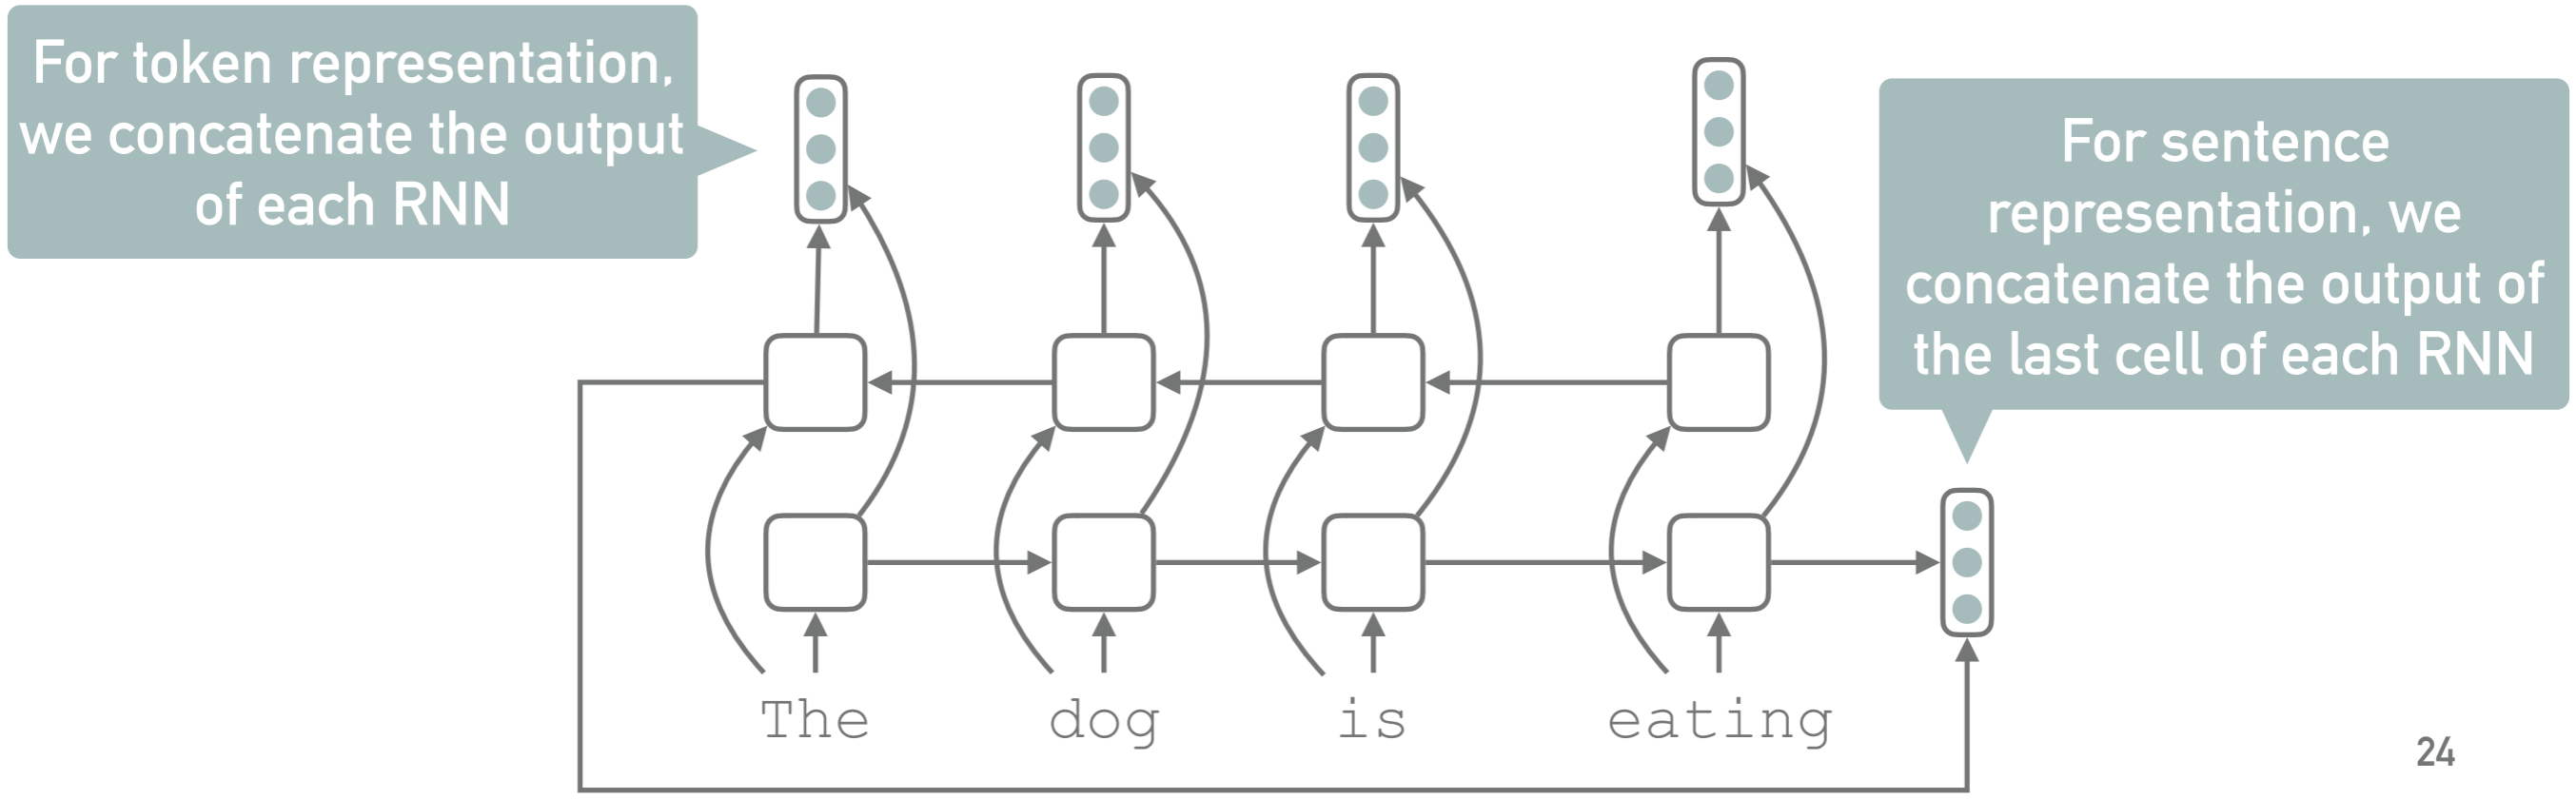 For token representation,
we concatenate the output
of each RNN
For sentence
representation, we
concatenate the output of
the last cell of each RNN
The dog is eating
24